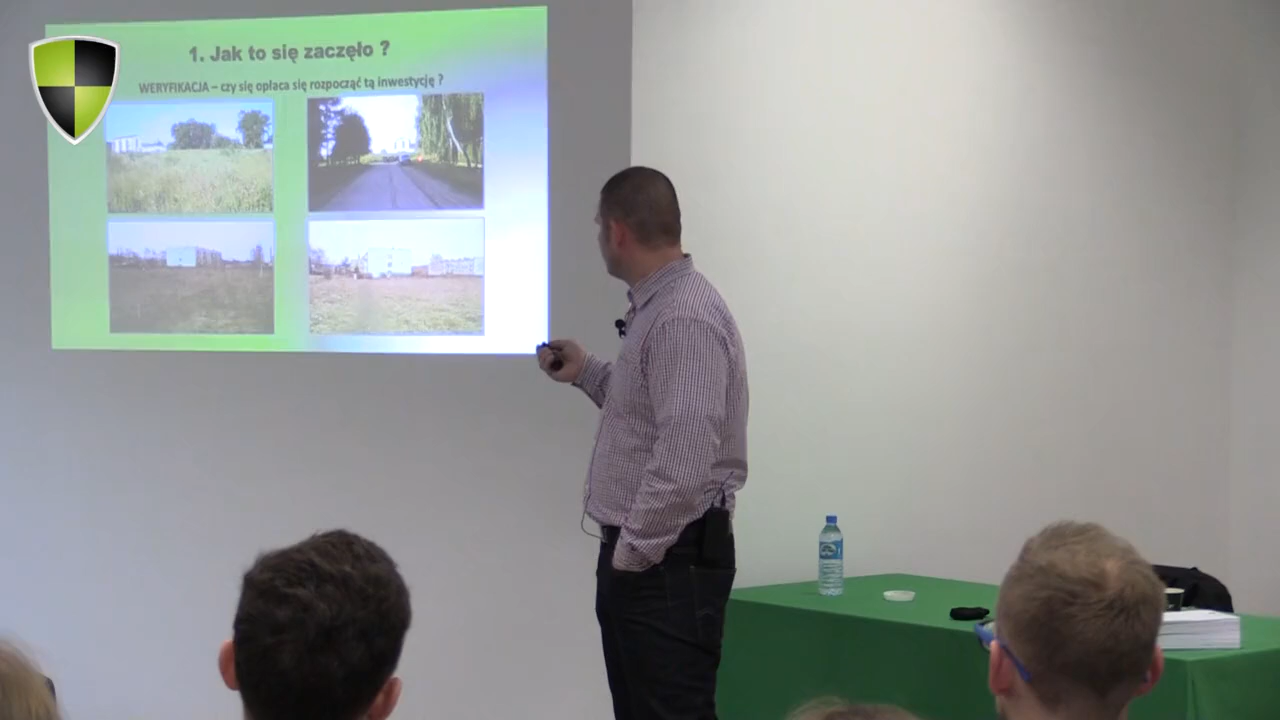 1. Jak to się zaczęło ?
WERYFIKACJA – czy się opłaca się rozpocząć tą inwestycję ?